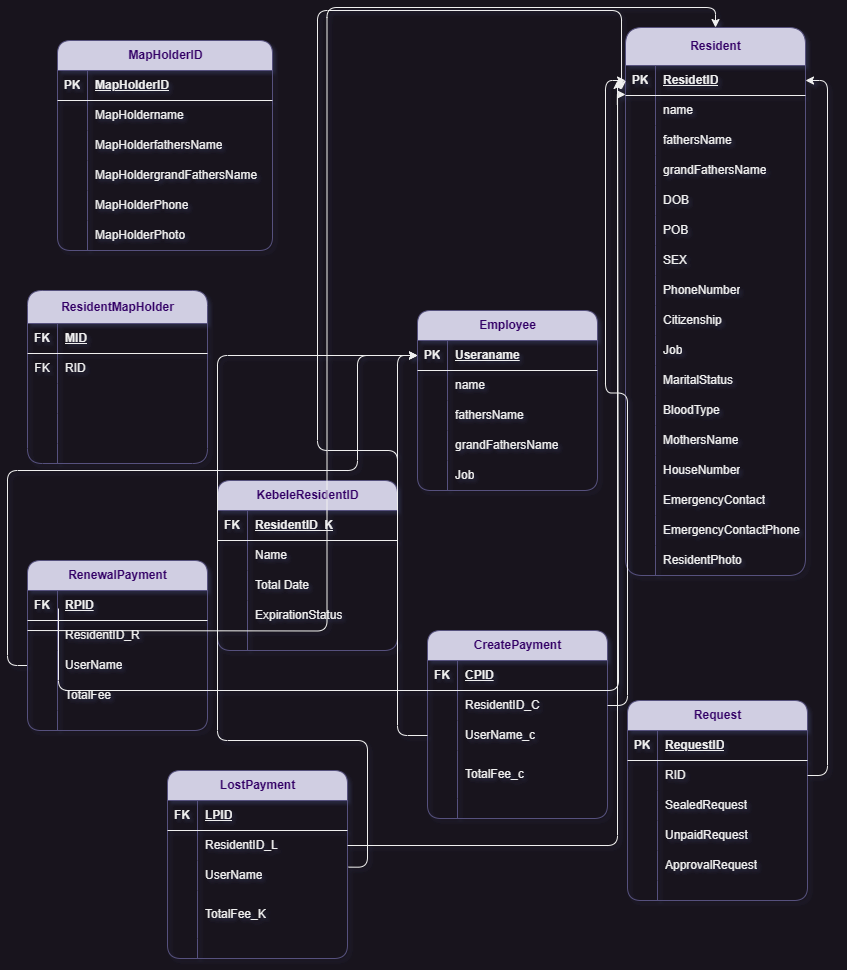 MapHolderID
PK MapHolderID
MapHoldername
MapHolderfathersName
MapHoldergrandFathersName
MapHolderPhone
MapHolderPhoto
Resident
PK ResidetID
name
fathersName
grandFathersName
DOB
POB
SEX
PhoneNumber
Citizenship
Job
MaritalStatus
BloodType
MothersName
HouseNumber
EmergencyContact
EmergencyContactPhone
ResidentPhoto
ResidentMapHolder
FK MID
FK RID
Employee
PK Useraname
name
fathersName
grandFathersName
Job
KebeleResidentID
FK ResidentID_K
Name
Total Date
ExpirationStatus
RenewalPayment
FK RPID
ResidentID_R
UserName
TotalFee
CreatePayment
FK CPID
ResidentID_C
UserName_c
TotalFee_c
Request
PK RequestID
RID
SealedRequest
UnpaidRequest
ApprovalRequest
LostPayment
FK LPID
ResidentID_L
UserName
TotalFee_K